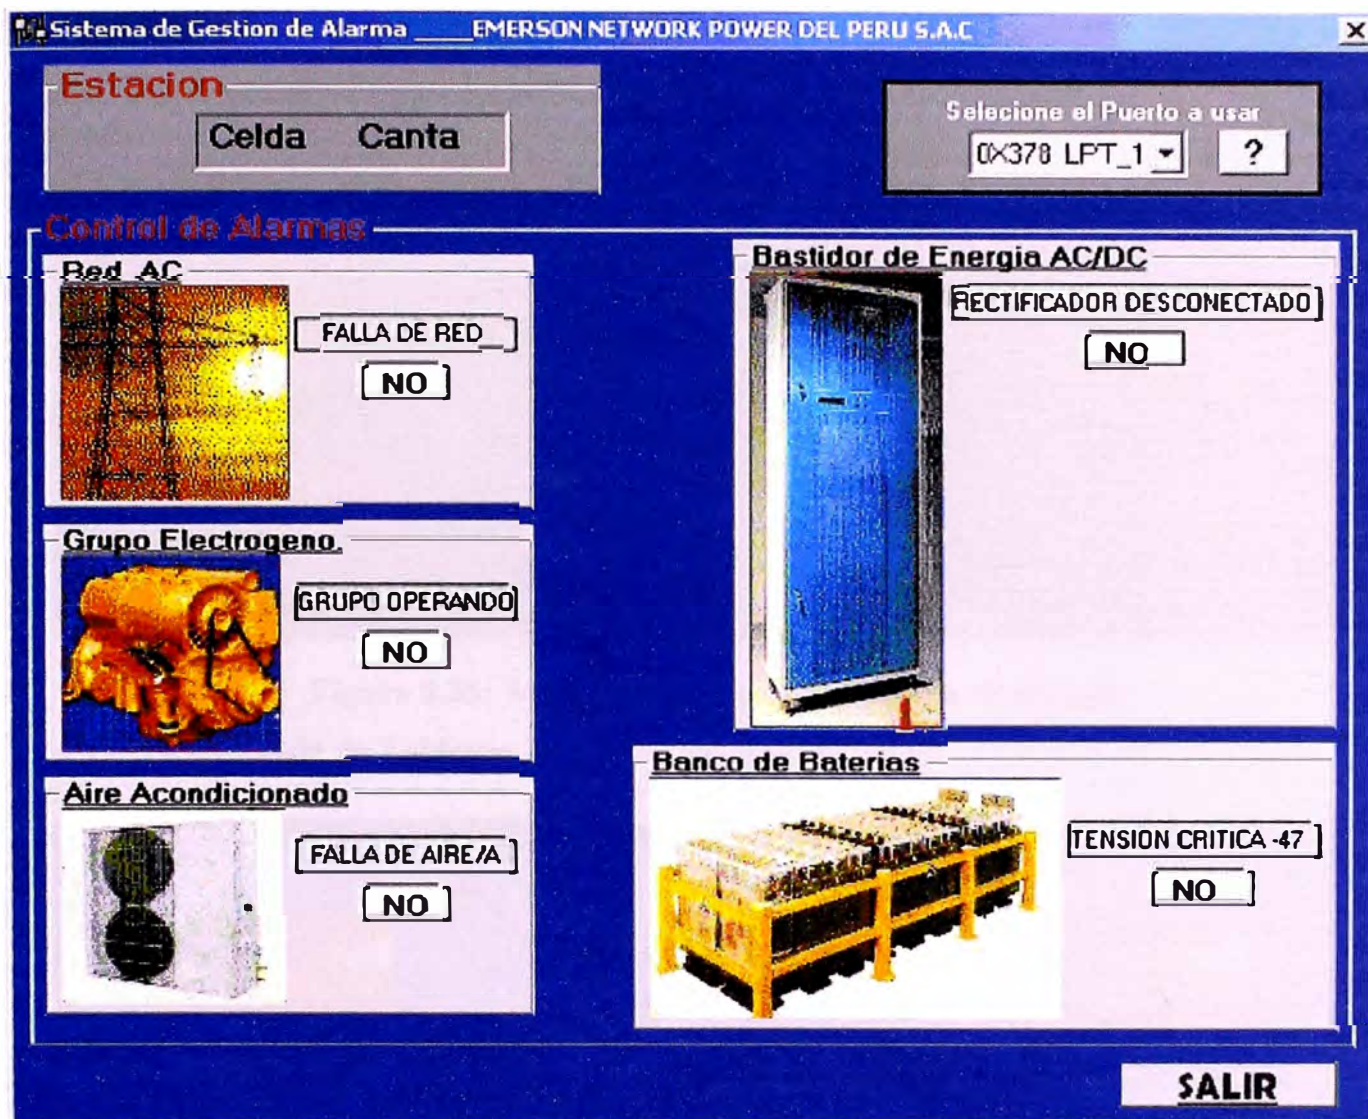 Sistema de Gestion de Alarma ____EMERSON NETWORK POWER DEL PERU S.A.C
Estacion
Celda Canta
Selecione el Puerto a usar
0X378 LPT_1
?
Control de Alarmas
Red AC
FALLA DE RED
NO
Grupo Electrogeno.
GRUPO OPERANDO
NO
Aire Acondicionado
FALLA DE AIRE/A
NO
Bastidor de Energia AC/DC
RECTIFICADOR DESCONECTADO
NO
Banco de Baterias
TENSION CRITICA -47
NO
SALIR